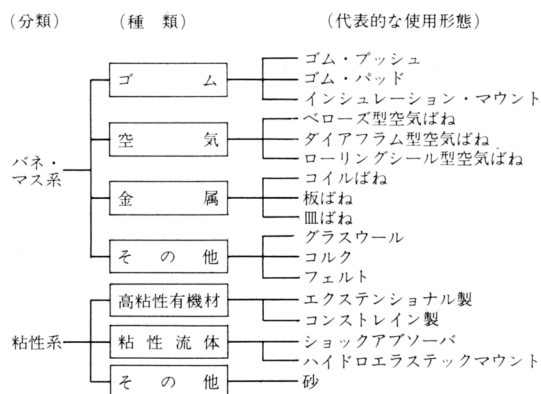 (分類) (種 類) (代表的な使用形態)
バネ・マス系
ゴム
ゴム・プッシュ
ゴム・パッド
インシュレーション・マウント
空気
ベローズ型空気ばね
ダイアフラム型空気ばね
ローリングシール型空気ばね
金属
コイルばね
板ばね
皿ばね
その他
グラスウール
コルク
フェルト
粘性系
高粘性有機材
エクステンショナル製
コンストレイン製
粘性流体
ショックアブソーバ
ハイドロエラステックマウント
その他
砂